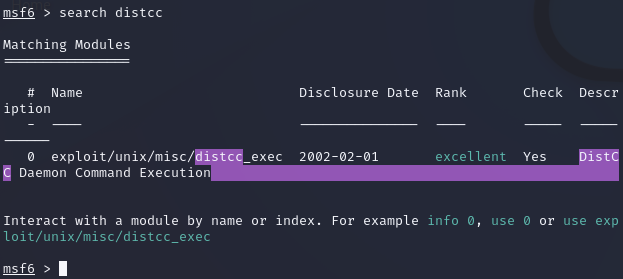 msf6 > search distcc
Matching Modules
================
# Name Disclosure Date Rank Check Descr
iption
- ---- --------------- ---- ----- -----
------
0 exploit/unix/misc/distcc_exec 2002-02-01 excellent Yes DistC
C Daemon Command Execution
Interact with a module by name or index. For example info 0, use 0 or use exp
loit/unix/misc/distcc_exec
msf6 >